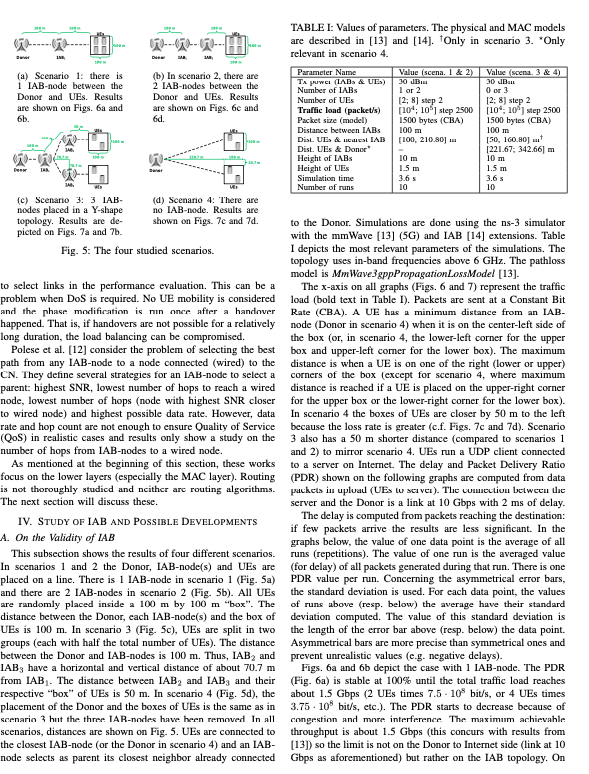 (a) Scenario 1: there is
1 IAB-node between the
Donor and UEs. Results
are shown on Figs. 6a and
6b.
(b) In scenario 2, there are
2 IAB-nodes between the
Donor and UEs. Results
are shown on Figs. 6c and
6d.
Donor
IAB₁
UEs
(c) Scenario 3: 3 IAB-
nodes placed in a Y-shape
topology. Results are de-
picted on Figs. 7a and 7b.
Donor
UEs
(d) Scenario 4: There are
no IAB-node. Results are
shown on Figs. 7c and 7d.
Fig. 5: The four studied scenarios.
to select links in the performance evaluation. This can be a
problem when DoS is required. No UE mobility is considered
and the phase modification is run once after a handover
happened. That is, if handovers are not possible for a relatively
long duration, the load balancing can be compromised.
Polese et al. [12] consider the problem of selecting the best
path from any IAB-node to a node connected (wired) to the
CN. They define several strategies for an IAB-node to select a
parent: highest SNR, lowest number of hops to reach a wired
node, lowest number of hops (node with highest SNR closer
to wired node) and highest possible data rate. However, data
rate and hop count are not enough to ensure Quality of Service
(QoS) in realistic cases and results only show a study on the
number of hops from IAB-nodes to a wired node.
As mentioned at the beginning of this section, these works
focus on the lower layers (especially the MAC layer). Routing
is not thoroughly studied and neither are routing algorithms.
The next section will discuss these.
IV. STUDY OF IAB AND POSSIBLE DEVELOPMENTS
A. On the Validity of IAB
This subsection shows the results of four different scenarios.
In scenarios 1 and 2 the Donor, IAB-node(s) and UEs are
placed on a line. There is 1 IAB-node in scenario 1 (Fig. 5a)
and there are 2 IAB-nodes in scenario 2 (Fig. 5b). All UEs
are randomly placed inside a 100 m by 100 m “box”. The
distance between the Donor, each IAB-node(s) and the box of
UEs is 100 m. In scenario 3 (Fig. 5c), UEs are split in two
groups (each with half the total number of UEs). The distance
between the Donor and IAB-nodes is 100 m. Thus, IAB₂ and
IAB₃ have a horizontal and vertical distance of about 70.7 m
from IAB₁. The distance between IAB₂ and IAB₃ and their
respective “box” of UEs is 50 m. In scenario 4 (Fig. 5d), the
placement of the Donor and the boxes of UEs is the same as in
scenario 3 but the three IAB-nodes have been removed. In all
scenarios, distances are shown on Fig. 5. UEs are connected to
the closest IAB-node (or the Donor in scenario 4) and an IAB-
node selects as parent its closest neighbor already connected
TABLE I: Values of parameters. The physical and MAC models
are described in [13] and [14]. †Only in scenario 3. *Only
relevant in scenario 4.
Parameter Name Value (scena. 1 & 2) Value (scena. 3 & 4)
Tx power (IABs & UEs) 30 dBm 30 dBm
Number of IABs 1 or 2 0 or 3
Number of UEs [2; 8] step 2 [2; 8] step 2
Traffic load (packet/s) [10⁴; 10⁵] step 2500 [10⁴; 10⁵] step 2500
Packet size (model) 1500 bytes (CBA) 1500 bytes (CBA)
Distance between IABs 100 m 100 m
Dist. UEs & nearest IAB [100, 210.80] m [50, 160.80] m†
Dist. UEs & Donor* – [221.67; 342.66] m
Height of IABs 10 m 10 m
Height of UEs 1.5 m 1.5 m
Simulation time 3.6 s 3.6 s
Number of runs 10 10
to the Donor. Simulations are done using the ns-3 simulator
with the mmWave [13] (5G) and IAB [14] extensions. Table
I depicts the most relevant parameters of the simulations. The
topology uses in-band frequencies above 6 GHz. The pathloss
model is MmWave3gppPropagationLossModel [13].
The x-axis on all graphs (Figs. 6 and 7) represent the traffic
load (bold text in Table I). Packets are sent at a Constant Bit
Rate (CBA). A UE has a minimum distance from an IAB-
node (Donor in scenario 4) when it is on the center-left side of
the box (or, in scenario 4, the lower-left corner for the upper
box and upper-left corner for the lower box). The maximum
distance is when a UE is on one of the right (lower or upper)
corners of the box (except for scenario 4, where maximum
distance is reached if a UE is placed on the upper-right corner
for the upper box or the lower-right corner for the lower box).
In scenario 4 the boxes of UEs are closer by 50 m to the left
because the loss rate is greater (c.f. Figs. 7c and 7d). Scenario
3 also has a 50 m shorter distance (compared to scenarios 1
and 2) to mirror scenario 4. UEs run a UDP client connected
to a server on Internet. The delay and Packet Delivery Ratio
(PDR) shown on the following graphs are computed from data
packets in upload (UEs to server). The connection between the
server and the Donor is a link at 10 Gbps with 2 ms of delay.
The delay is computed from packets reaching the destination:
if few packets arrive the results are less significant. In the
graphs below, the value of one data point is the average of all
runs (repetitions). The value of one run is the averaged value
(for delay) of all packets generated during that run. There is one
PDR value per run. Concerning the asymmetrical error bars,
the standard deviation is used. For each data point, the values
of runs above (resp. below) the average have their standard
deviation computed. The value of this standard deviation is
the length of the error bar above (resp. below) the data point.
Asymmetrical bars are more precise than symmetrical ones and
prevent unrealistic values (e.g. negative delays).
Figs. 6a and 6b depict the case with 1 IAB-node. The PDR
(Fig. 6a) is stable at 100% until the total traffic load reaches
about 1.5 Gbps (2 UEs times 7.5 · 10⁸ bit/s, or 4 UEs times
3.75 · 10⁸ bit/s, etc.). The PDR starts to decrease because of
congestion and more interference. The maximum achievable
throughput is about 1.5 Gbps (this concurs with results from
[13]) so the limit is not on the Donor to Internet side (link at 10
Gbps as aforementioned) but rather on the IAB topology. On